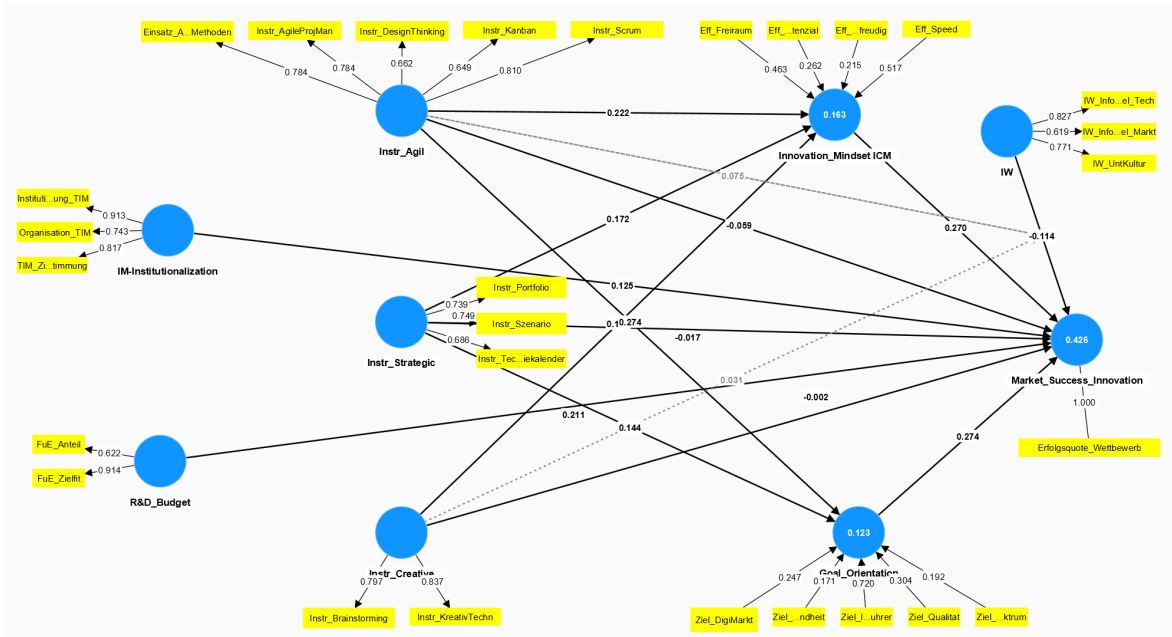 Einsatz_A...Methoden
Instr_AgileProjMan
Instr_DesignThinking
Instr_Kanban
Instr_Scrum
0.784
0.784
0.662
0.649
0.810
Instr_Agil
Eff_Freiraum
Eff_...tenzial
Eff_...freudig
Eff_Speed
0.463
0.262
0.215
0.517
0.163
Innovation_Mindset ICM
IW_Info...el_Tech
IW_Info...el_Markt
IW_UntKultur
0.827
0.619
0.771
IW
0.222
0.075
0.172
-0.059
0.270
-0.114
Instituti...ung_TIM
Organisation_TIM
TIM_Zi...timmung
0.913
0.743
0.817
IM-Institutionalization
0.125
Instr_Portfolio
Instr_Szenario
Instr_Tec...iekalender
0.739
0.749
0.686
Instr_Strategic
0.274
-0.017
0.426
Market_Success_Innovation
1.000
Erfolgsquote_Wettbewerb
0.031
-0.002
0.211
0.144
0.274
FuE_Anteil
FuE_Zielfit
0.622
0.914
R&D_Budget
Instr_Creative
0.797
0.837
Instr_Brainstorming
Instr_KreativTechn
0.123
Goal_Orientation
0.247
0.171
0.720
0.304
0.192
Ziel_DigiMarkt
Ziel_...ndheit
Ziel_I...uhrer
Ziel_Qualitat
Ziel_...ktrum